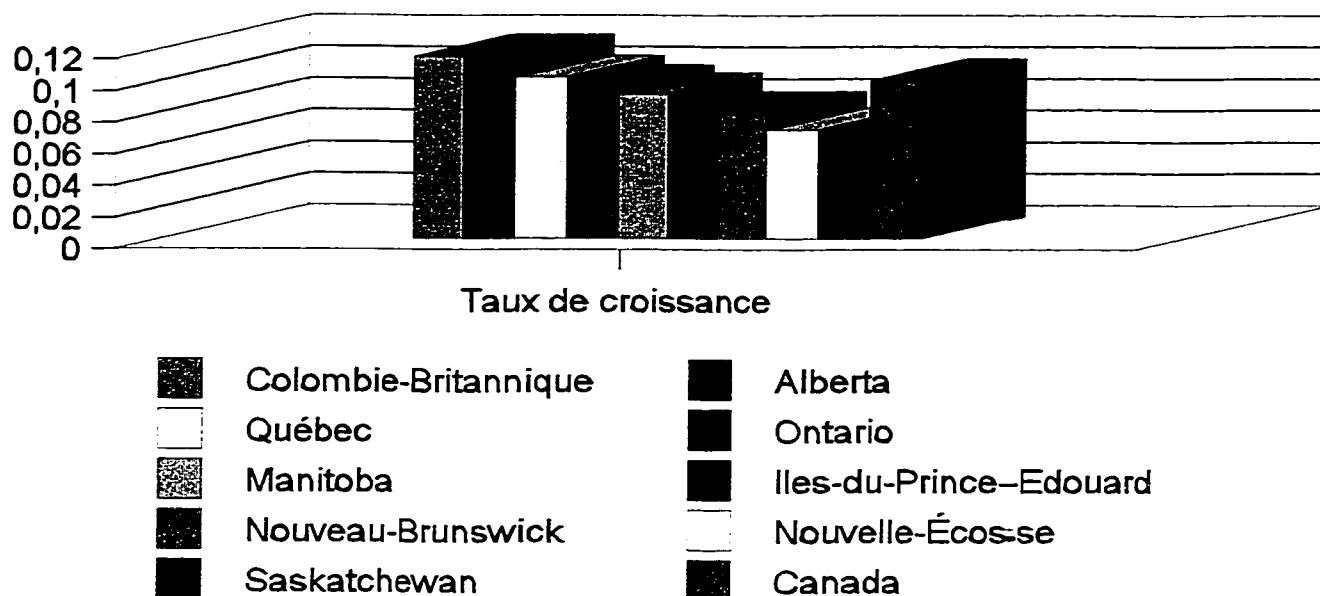 0,12
0,1
0,08
0,06
0,04
0,02
0
Taux de croissance
Colombie-Britannique
Alberta
Québec
Ontario
Manitoba
Iles-du-Prince–Edouard
Nouveau-Brunswick
Nouvelle-Écosse
Saskatchewan
Canada